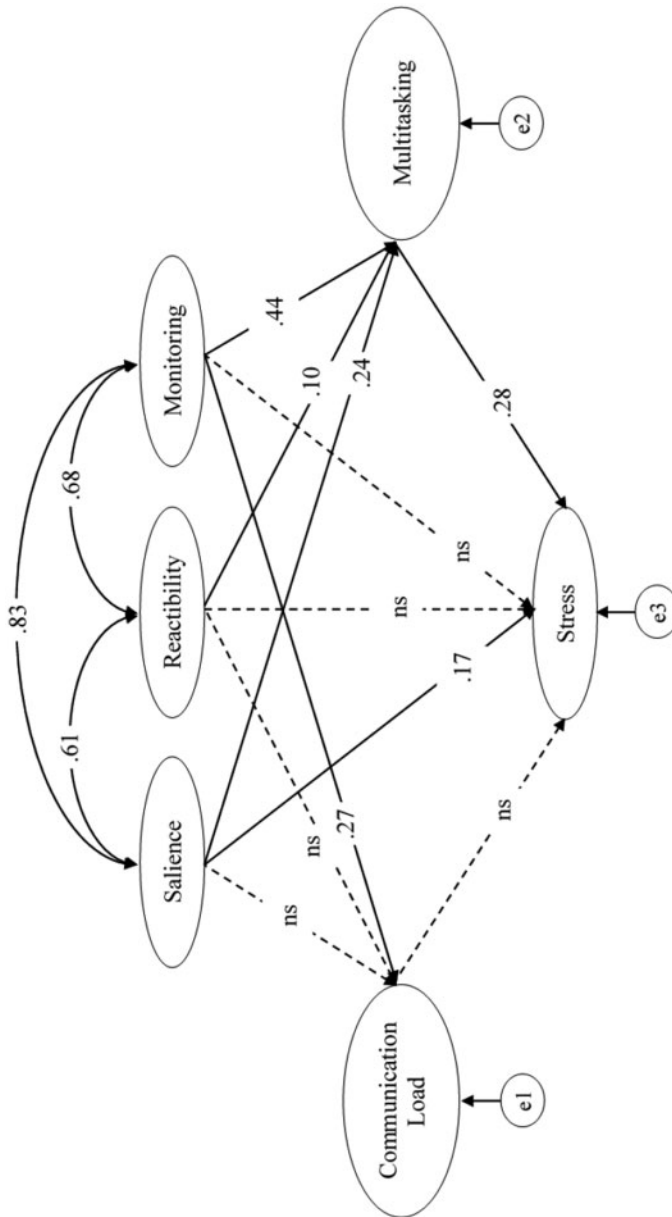 .83
.61
.68
Salience
Reactibility
Monitoring
ns
ns
.27
.17
ns
ns
.10
.24
.44
Communication
Load
Multitasking
ns
.28
Stress
e1
e2
e3